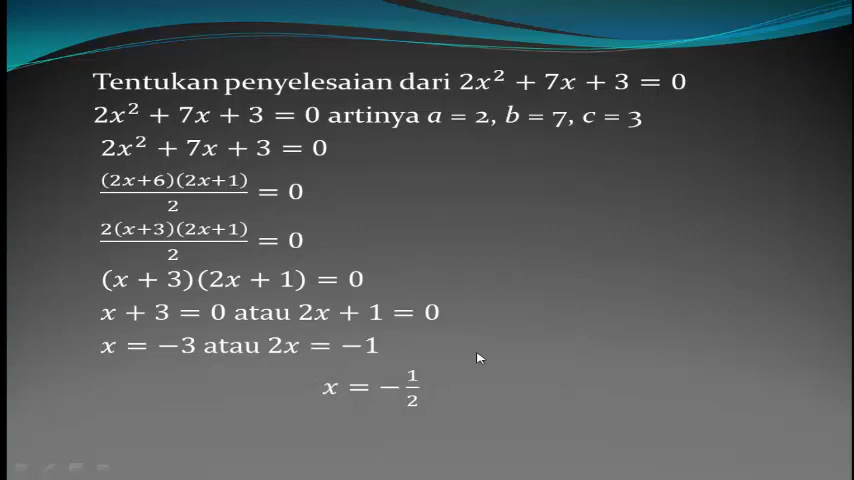 Tentukan penyelesaian dari 2x² + 7x + 3 = 0
2x² + 7x + 3 = 0 artinya a = 2, b = 7, c = 3
2x² + 7x + 3 = 0
(2x+6)(2x+1)/2 = 0
2(x+3)(2x+1)/2 = 0
(x + 3)(2x + 1) = 0
x + 3 = 0 atau 2x + 1 = 0
x = −3 atau 2x = −1
x = −1/2